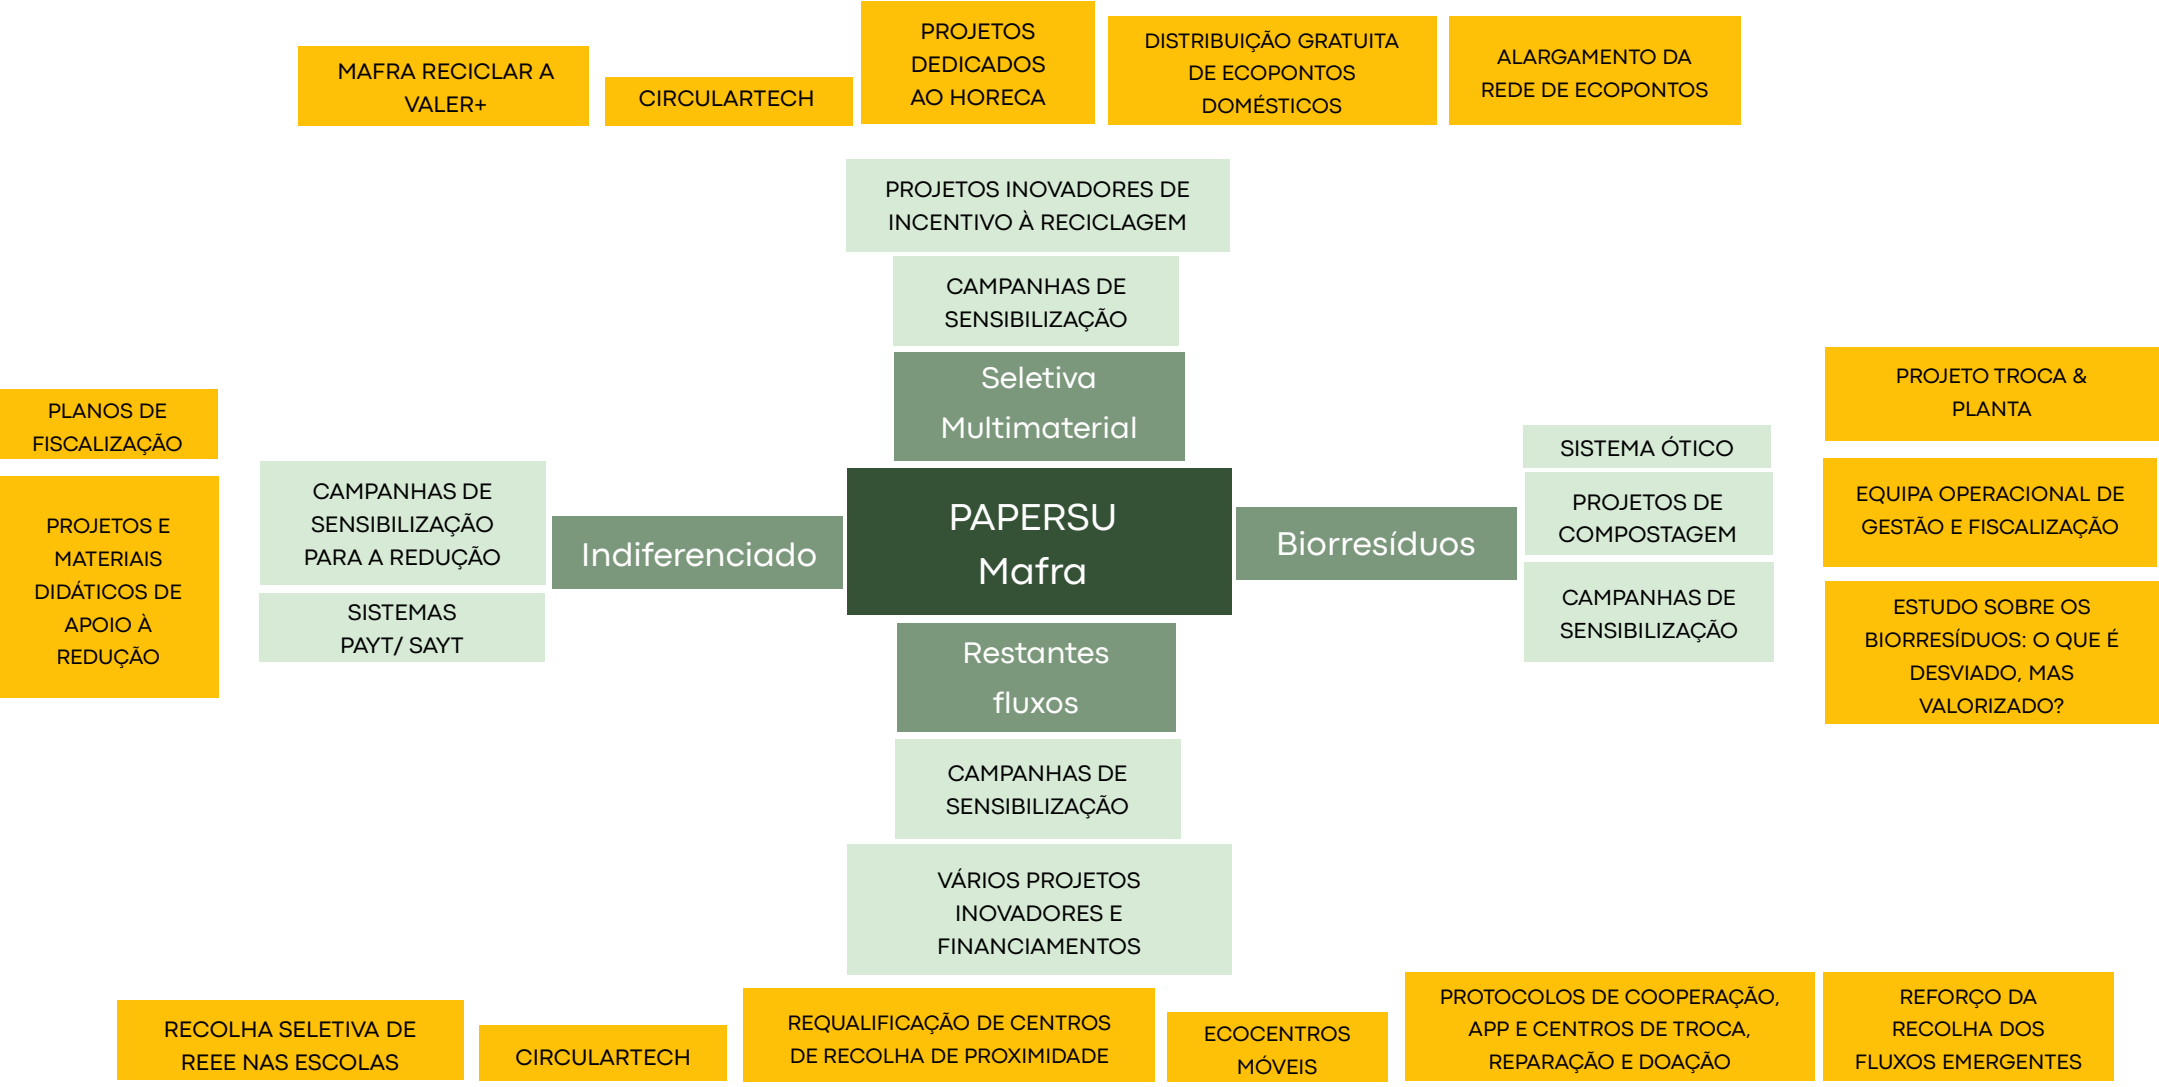 MAFRA RECICLAR A
VALER+
CIRCULARTECH
PROJETOS
DEDICADOS
AO HORECA
DISTRIBUIÇÃO GRATUITA
DE ECOPONTOS
DOMÉSTICOS
ALARGAMENTO DA
REDE DE ECOPONTOS
PROJETOS INOVADORES DE
INCENTIVO À RECICLAGEM
CAMPANHAS DE
SENSIBILIZAÇÃO
Seletiva
Multimaterial
PLANOS DE
FISCALIZAÇÃO
PROJETOS E
MATERIAIS
DIDÁTICOS DE
APOIO À
REDUÇÃO
CAMPANHAS DE
SENSIBILIZAÇÃO
PARA A REDUÇÃO
SISTEMAS
PAYT/ SAYT
Indiferenciado
PAPERSU
Mafra
Biorresíduos
SISTEMA ÓTICO
PROJETOS DE
COMPOSTAGEM
CAMPANHAS DE
SENSIBILIZAÇÃO
PROJETO TROCA &
PLANTA
EQUIPA OPERACIONAL DE
GESTÃO E FISCALIZAÇÃO
ESTUDO SOBRE OS
BIORRESÍDUOS: O QUE É
DESVIADO, MAS
VALORIZADO?
Restantes
fluxos
CAMPANHAS DE
SENSIBILIZAÇÃO
VÁRIOS PROJETOS
INOVADORES E
FINANCIAMENTOS
RECOLHA SELETIVA DE
REEE NAS ESCOLAS
CIRCULARTECH
REQUALIFICAÇÃO DE CENTROS
DE RECOLHA DE PROXIMIDADE
ECOCENTROS
MÓVEIS
PROTOCOLOS DE COOPERAÇÃO,
APP E CENTROS DE TROCA,
REPARAÇÃO E DOAÇÃO
REFORÇO DA
RECOLHA DOS
FLUXOS EMERGENTES